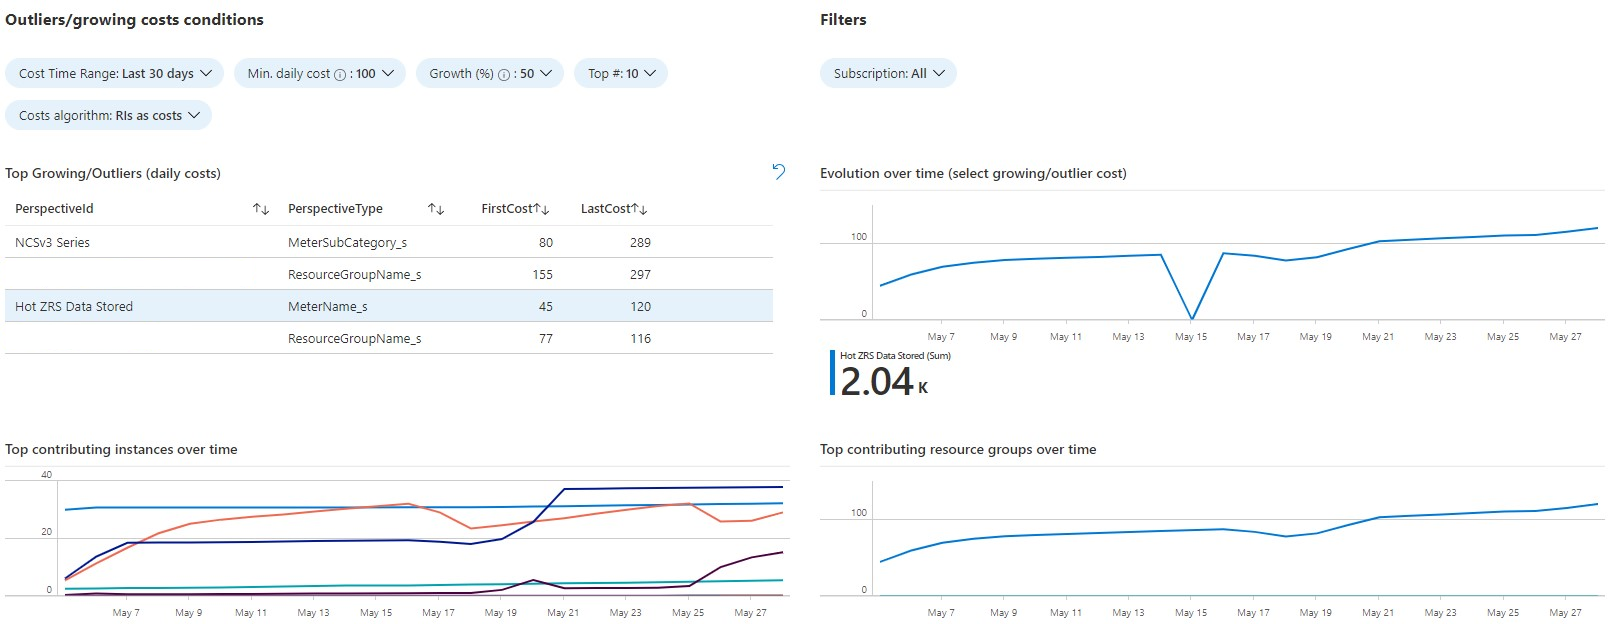 Outliers/growing costs conditions
Filters
Cost Time Range: Last 30 days
Min. daily cost : 100
Growth (%) : 50
Top #: 10
Subscription: All
Costs algorithm: RIs as costs
Top Growing/Outliers (daily costs)
PerspectiveId PerspectiveType FirstCost LastCost
NCSv3 Series MeterSubCategory_s 80 289
ResourceGroupName_s 155 297
Hot ZRS Data Stored MeterName_s 45 120
ResourceGroupName_s 77 116
Evolution over time (select growing/outlier cost)
100
0
May 7 May 9 May 11 May 13 May 15 May 17 May 19 May 21 May 23 May 25 May 27
Hot ZRS Data Stored (Sum)
2.04 K
Top contributing instances over time
40
20
0
May 7 May 9 May 11 May 13 May 15 May 17 May 19 May 21 May 23 May 25 May 27
Top contributing resource groups over time
100
0
May 7 May 9 May 11 May 13 May 15 May 17 May 19 May 21 May 23 May 25 May 27